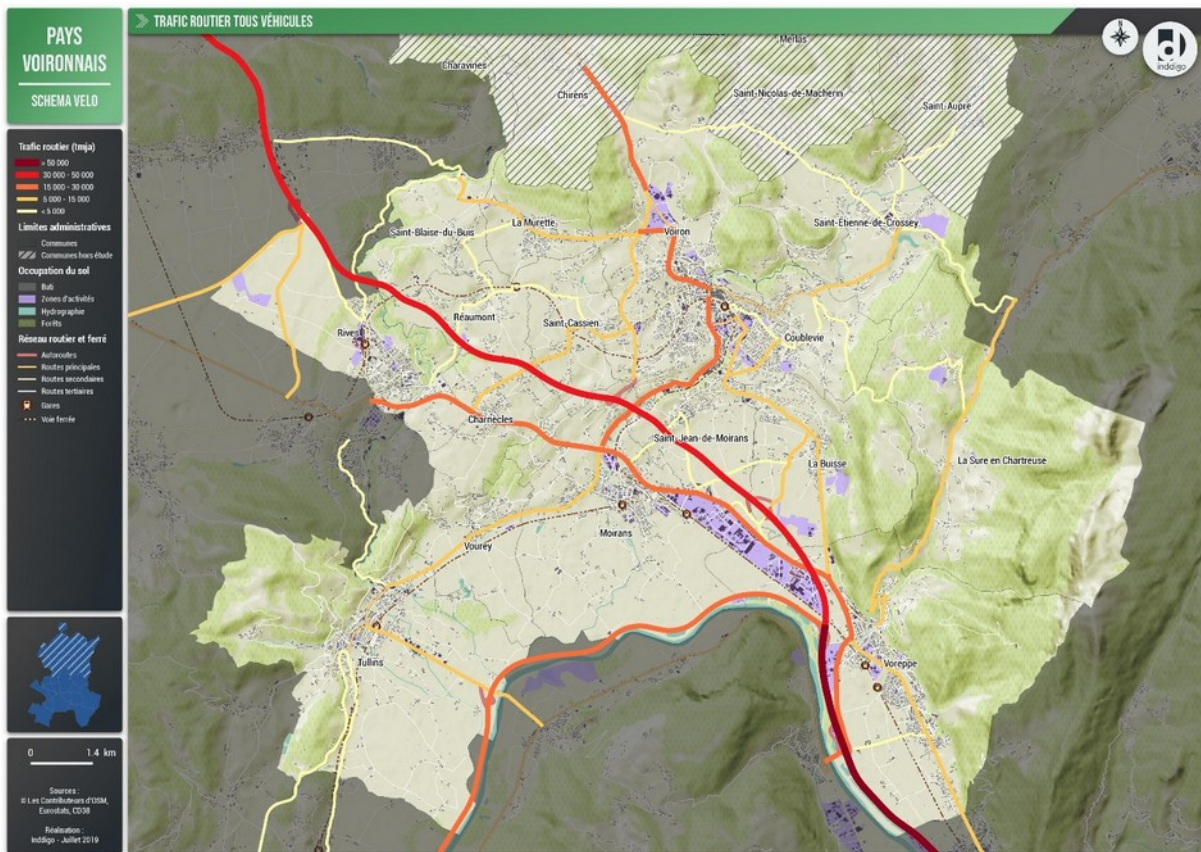 PAYS
VOIRONNAIS
SCHEMA VELO
TRAFIC ROUTIER TOUS VÉHICULES
N
inddigo
Trafic routier (tmja)
> 50 000
30 000 - 50 000
15 000 - 30 000
5 000 - 15 000
< 5 000
Limites administratives
Communes
Communes hors étude
Occupation du sol
Bati
Zones d'activités
Hydrographie
Forêts
Réseau routier et ferré
Autoroutes
Routes principales
Routes secondaires
Routes tertiaires
Gares
Voie ferrée
0 1.4 km
Sources :
© Les Contributeurs d'OSM,
Eurostats, CD38
Réalisation :
Inddigo - Juillet 2019
Merlas
Charavines
Chirens
Saint-Nicolas-de-Macherin
Saint-Aupre
La Murette
Saint-Étienne-de-Crossey
Saint-Blaise-du-Buis
Voiron
Réaumont
Saint-Cassien
Rives
Coublevie
Charnècles
Saint-Jean-de-Moirans
La Buisse
La Sure en Chartreuse
Moirans
Vourey
Tullins
Voreppe